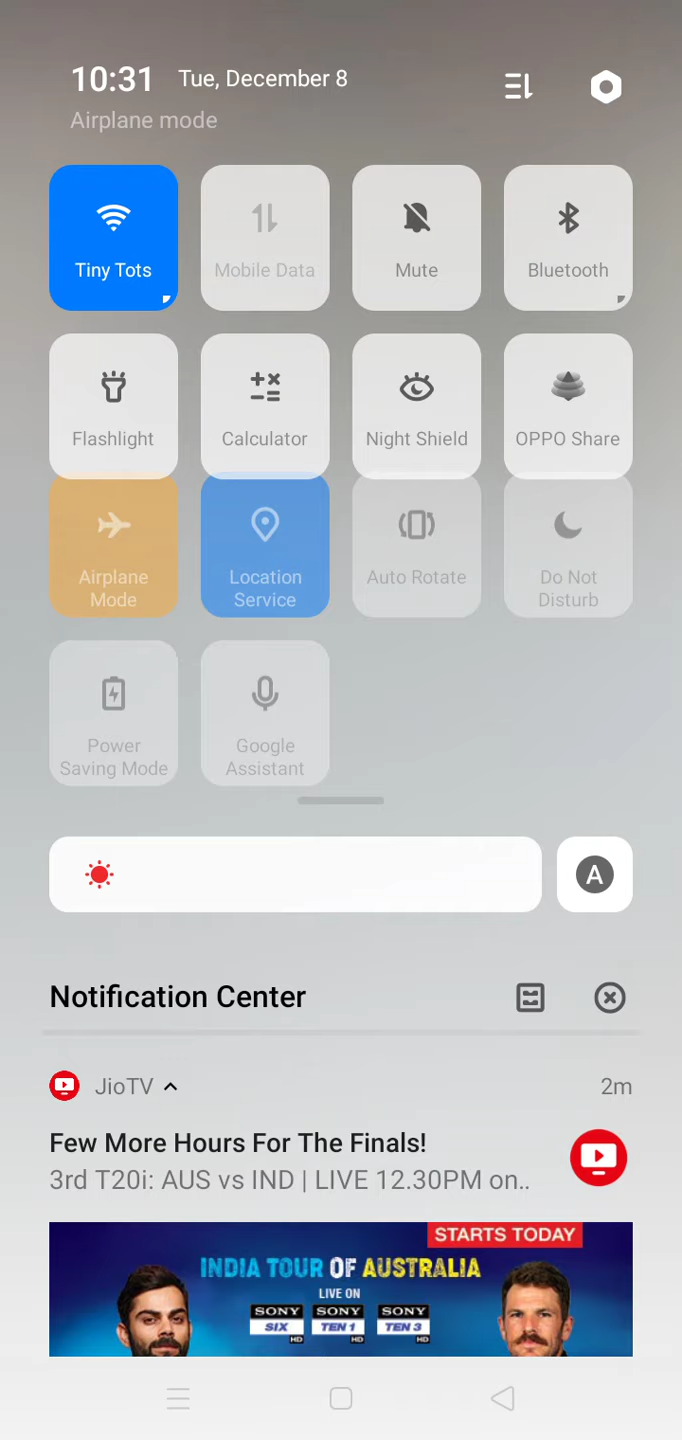 10:31 Tue, December 8
Airplane mode
Tiny Tots Mobile Data Mute Bluetooth
Flashlight Calculator Night Shield OPPO Share
Airplane Location Auto Rotate Do Not
Mode Service Disturb
Power Google
Saving Mode Assistant
A
Notification Center
JioTV 2m
Few More Hours For The Finals!
3rd T20i: AUS vs IND | LIVE 12.30PM on..
STARTS TODAY
INDIA TOUR OF AUSTRALIA
LIVE ON
SONY SONY SONY
SIX TEN 1 TEN 3
HD HD HD